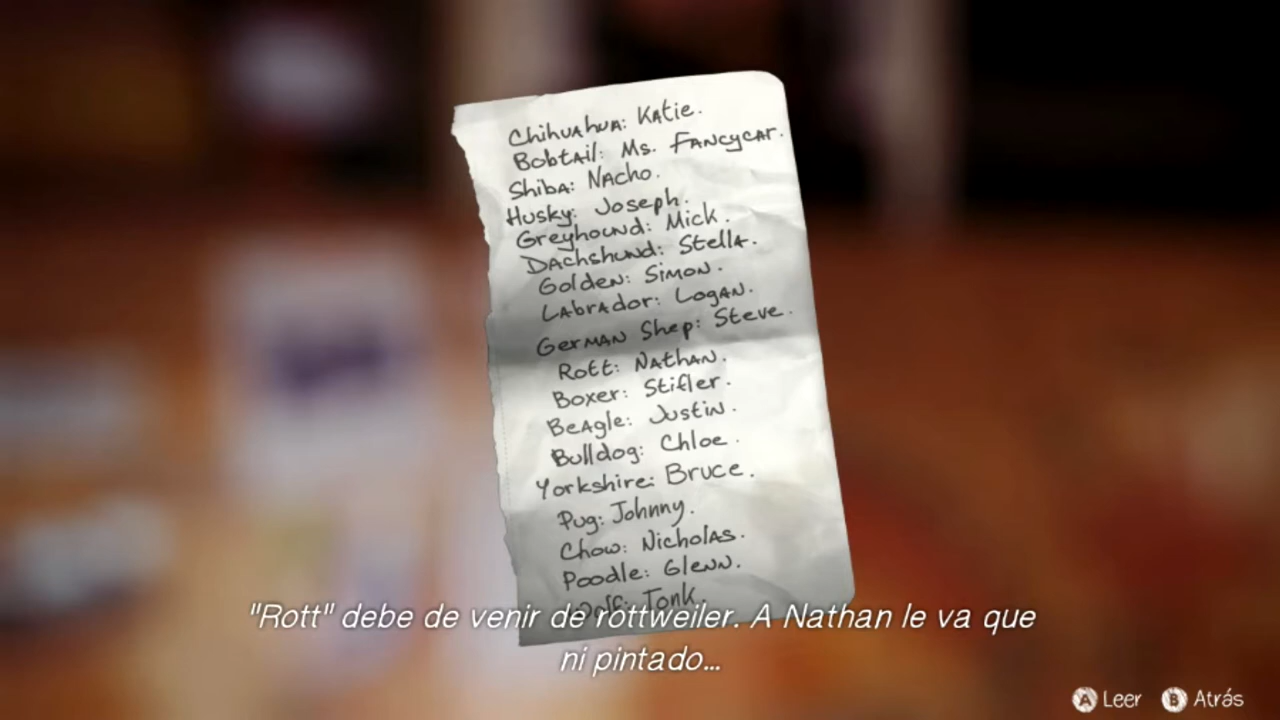 Chihuahua: Katie.
Bobtail: Ms. Fancycar.
Shiba: Nacho.
Husky: Joseph.
Greyhound: Mick.
Dachshund: Stella.
Golden: Simon.
Labrador: Logan.
German Shep: Steve.
Rott: Nathan.
Boxer: Stifler.
Beagle: Justin.
Bulldog: Chloe.
Yorkshire: Bruce.
Pug: Johnny.
Chow: Nicholas.
Poodle: Glenn.
Tonk.
"Rott" debe de venir de rottweiler. A Nathan le va que
ni pintado...
A Leer B Atrás